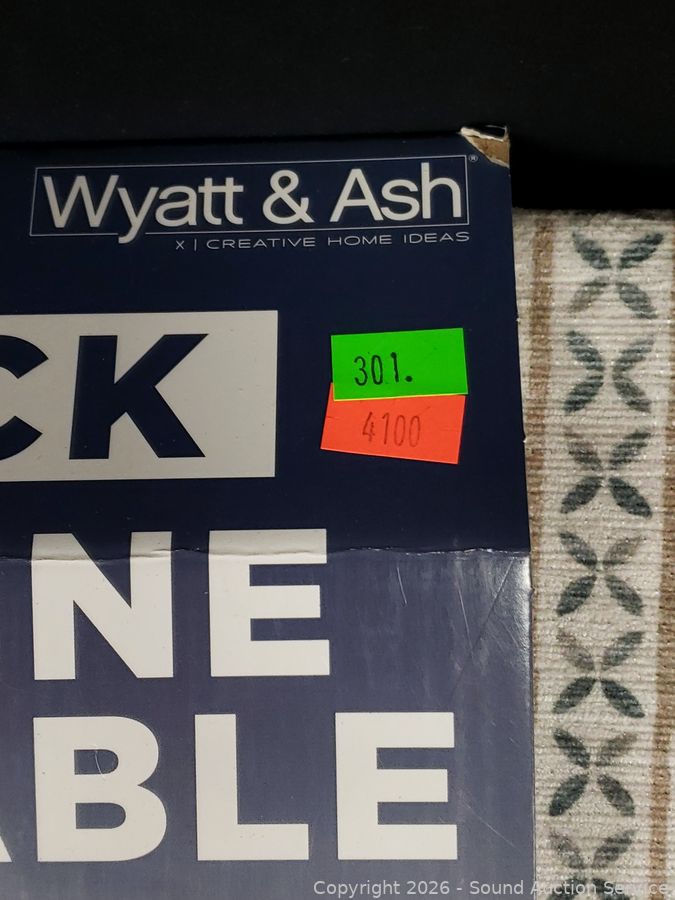 Wyatt & Ash®
X | CREATIVE HOME IDEAS
CK
301.
4100
NE
ABLE
Copyright 2026 - Sound Auction Service